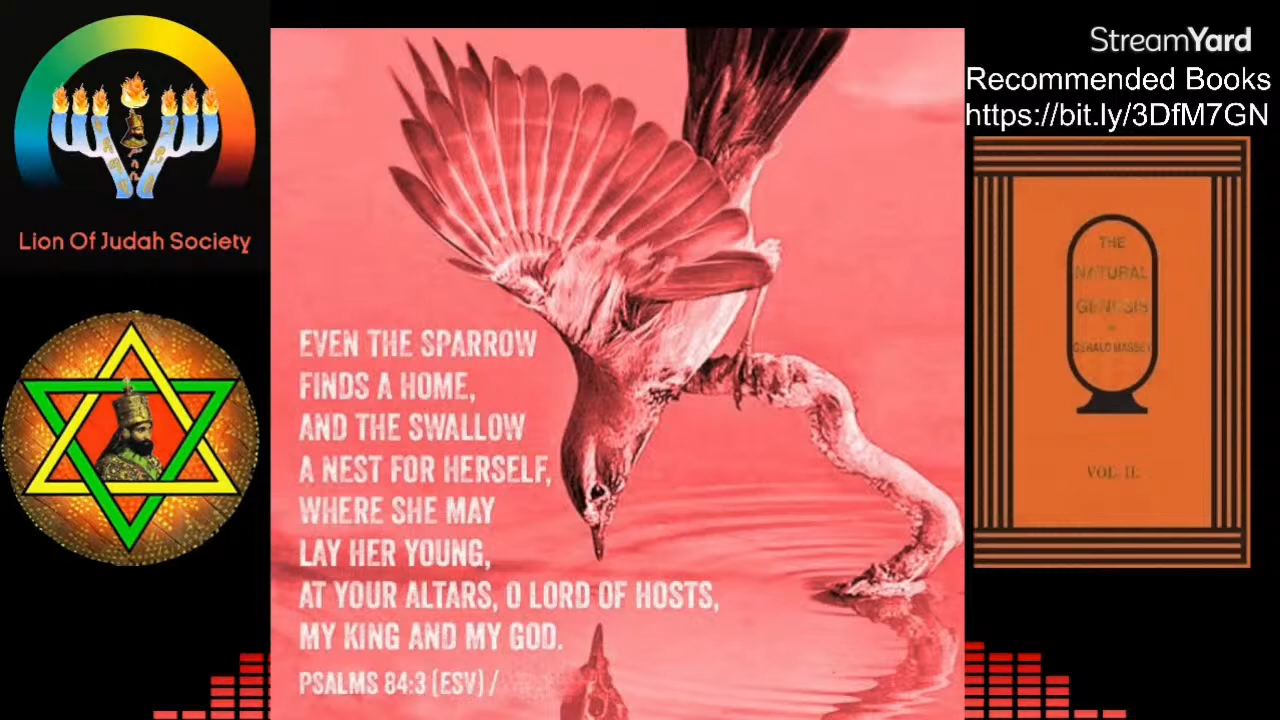 Lion Of Judah Society
EVEN THE SPARROW
FINDS A HOME,
AND THE SWALLOW
A NEST FOR HERSELF,
WHERE SHE MAY
LAY HER YOUNG,
AT YOUR ALTARS, O LORD OF HOSTS,
MY KING AND MY GOD.
PSALMS 84:3 (ESV) /
StreamYard
Recommended Books
https://bit.ly/3DfM7GN
THE
NATURAL
GENESIS
GERALD MASSEY
VOL. II.